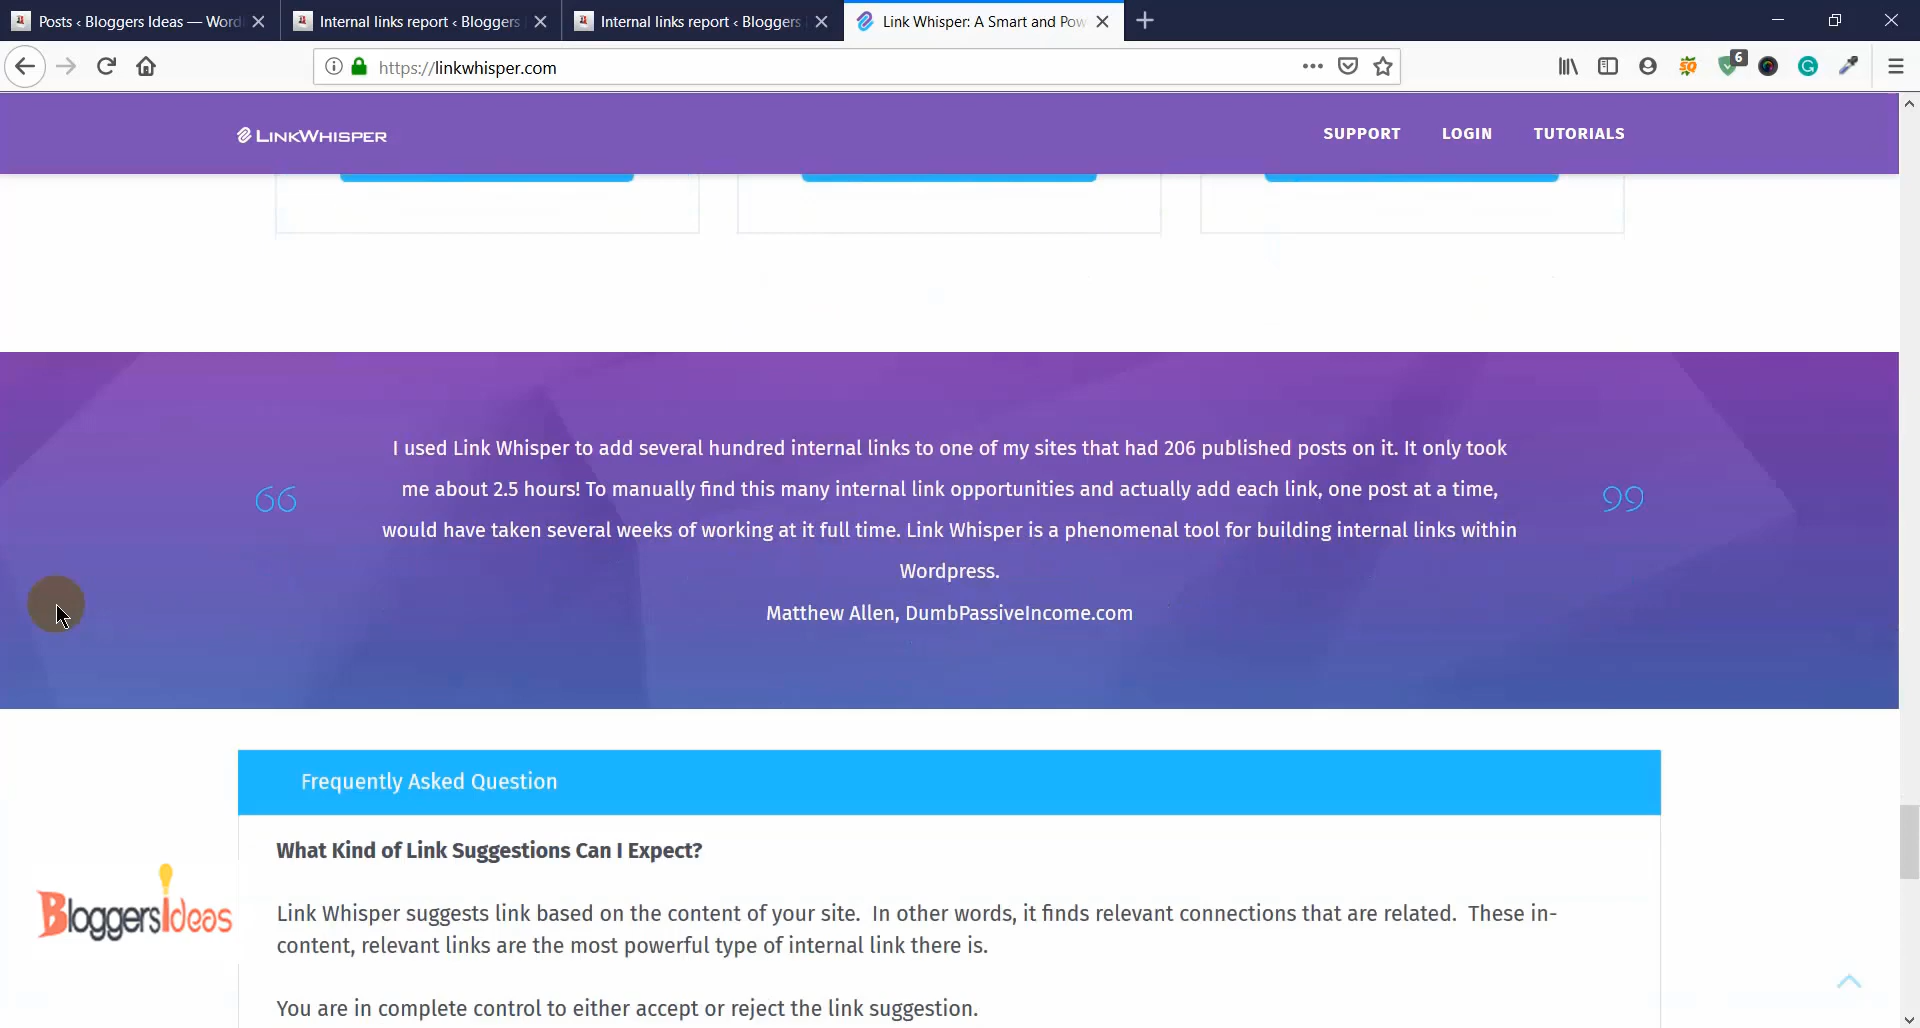 Posts ‹ Bloggers Ideas — Word
Internal links report ‹ Bloggers
Internal links report ‹ Bloggers
Link Whisper: A Smart and Pow
https://linkwhisper.com
6
LINKWHISPER
SUPPORT
LOGIN
TUTORIALS
I used Link Whisper to add several hundred internal links to one of my sites that had 206 published posts on it. It only took
me about 2.5 hours! To manually find this many internal link opportunities and actually add each link, one post at a time,
would have taken several weeks of working at it full time. Link Whisper is a phenomenal tool for building internal links within
Wordpress.
Matthew Allen, DumbPassiveIncome.com
Frequently Asked Question
What Kind of Link Suggestions Can I Expect?
Link Whisper suggests link based on the content of your site.  In other words, it finds relevant connections that are related.  These in-
content, relevant links are the most powerful type of internal link there is.
You are in complete control to either accept or reject the link suggestion.
BloggersIdeas